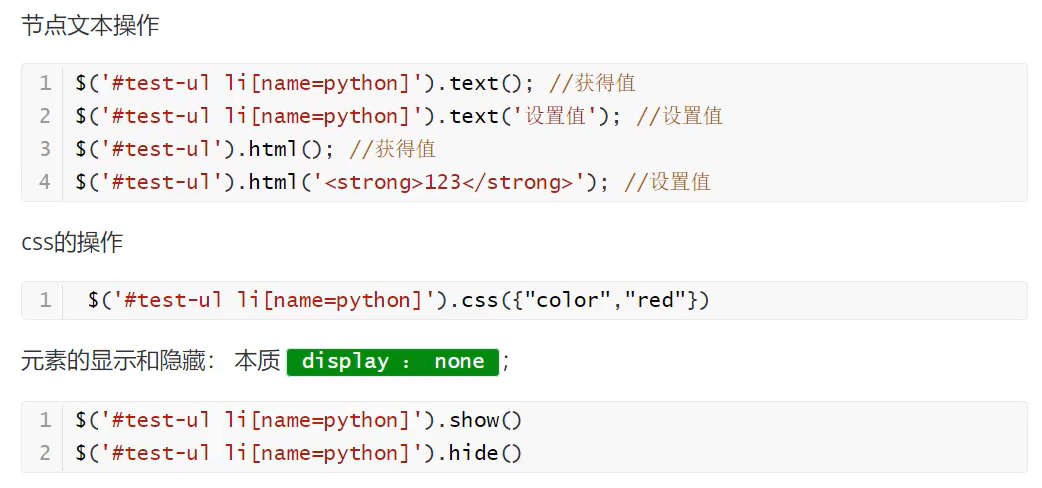 节点文本操作
1 $('#test-ul li[name=python]').text(); //获得值
2 $('#test-ul li[name=python]').text('设置值'); //设置值
3 $('#test-ul').html(); //获得值
4 $('#test-ul').html('<strong>123</strong>'); //设置值
css的操作
1 $('#test-ul li[name=python]').css({"color","red"})
元素的显示和隐藏： 本质 display ： none ；
1 $('#test-ul li[name=python]').show()
2 $('#test-ul li[name=python]').hide()